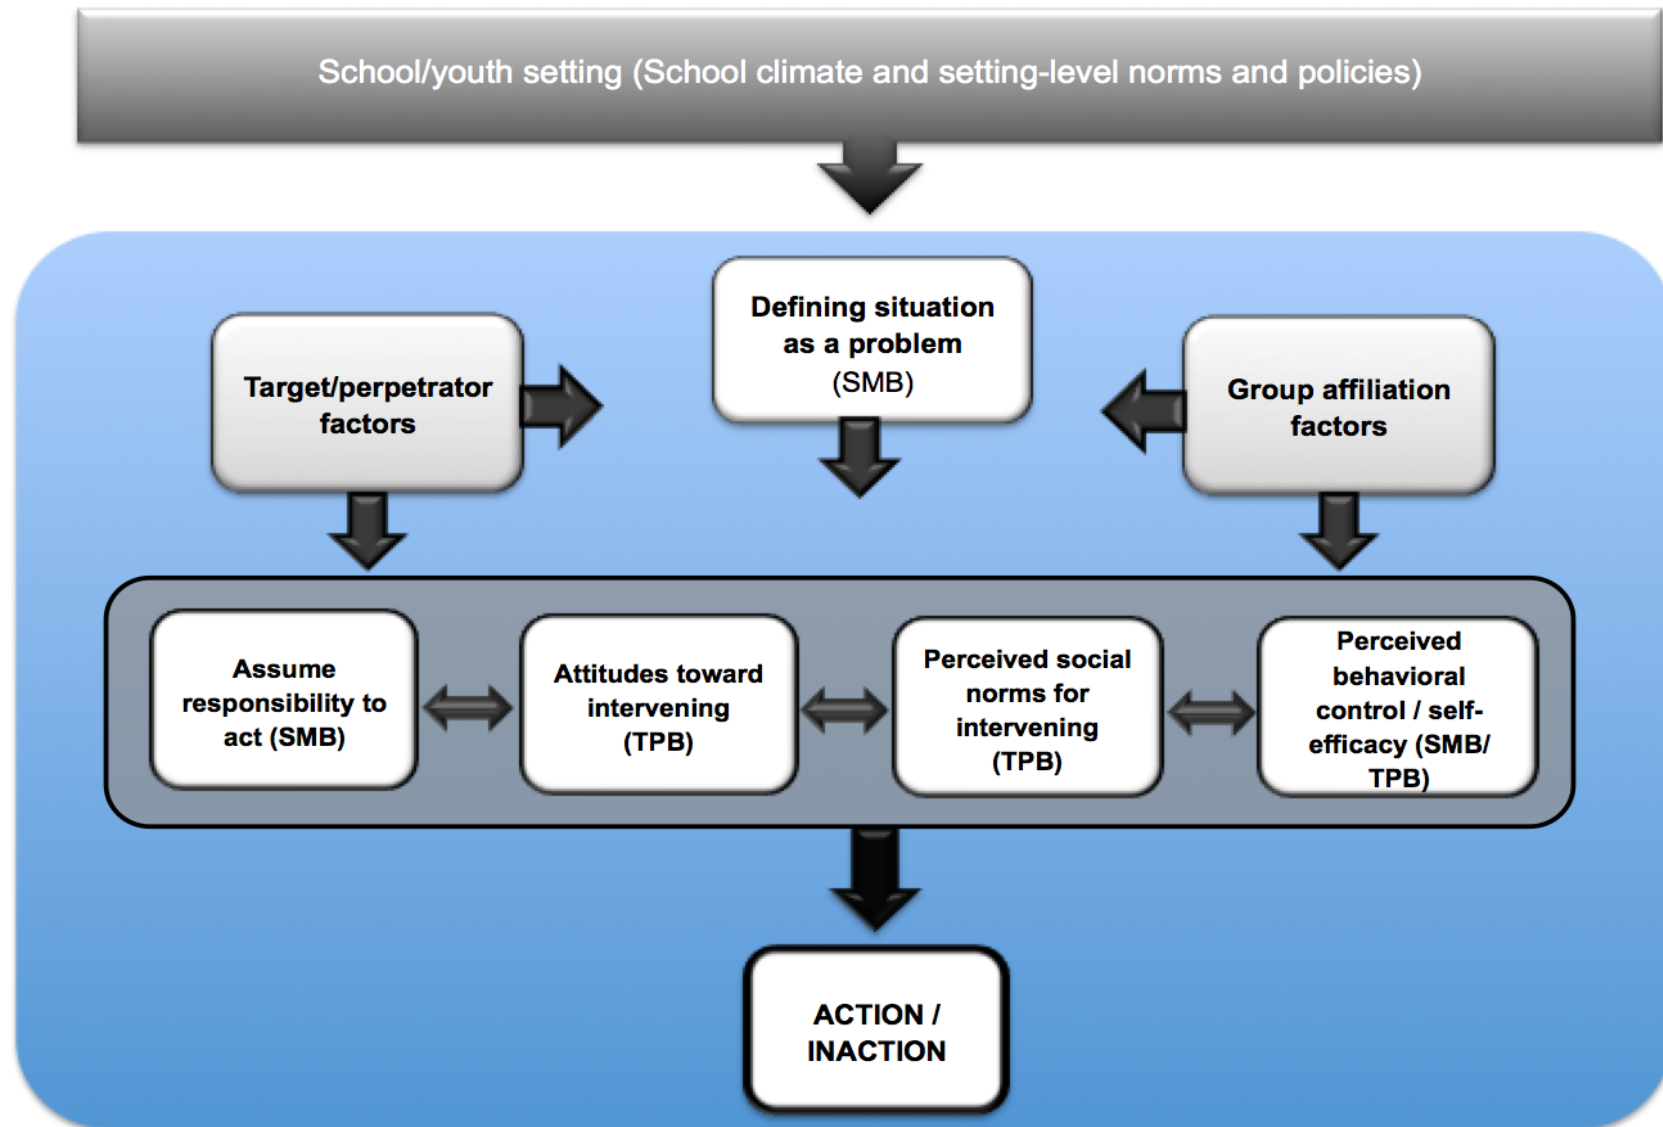 School/youth setting (School climate and setting-level norms and policies)
Defining situation
as a problem
(SMB)
Target/perpetrator
factors
Group affiliation
factors
Assume
responsibility to
act (SMB)
Attitudes toward
intervening
(TPB)
Perceived social
norms for
intervening
(TPB)
Perceived
behavioral
control / self-
efficacy (SMB/
TPB)
ACTION /
INACTION